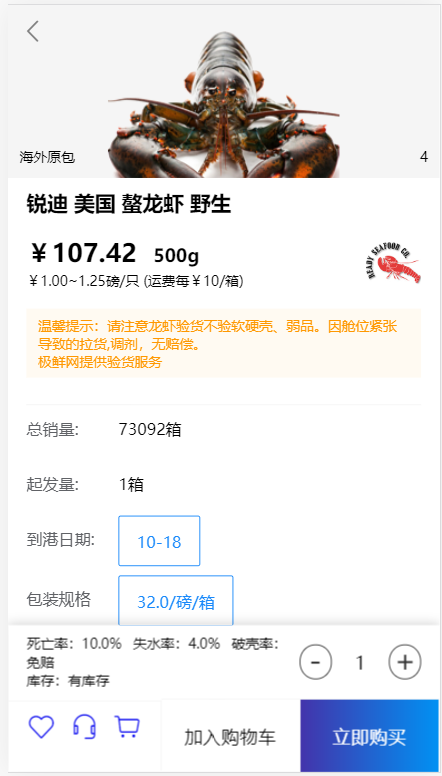 海外原包
4
锐迪 美国 螯龙虾 野生
￥107.42 500g
￥1.00~1.25磅/只 (运费每￥10/箱)
READY SEAFOOD CO.
温馨提示：请注意龙虾验货不验软硬壳、弱品。因舱位紧张
导致的拉货,调剂，无赔偿。
极鲜网提供验货服务
总销量: 73092箱
起发量: 1箱
到港日期: 10-18
包装规格 32.0/磅/箱
死亡率：10.0% 失水率：4.0% 破壳率：
免赔
库存：有库存
- 1 +
加入购物车 立即购买